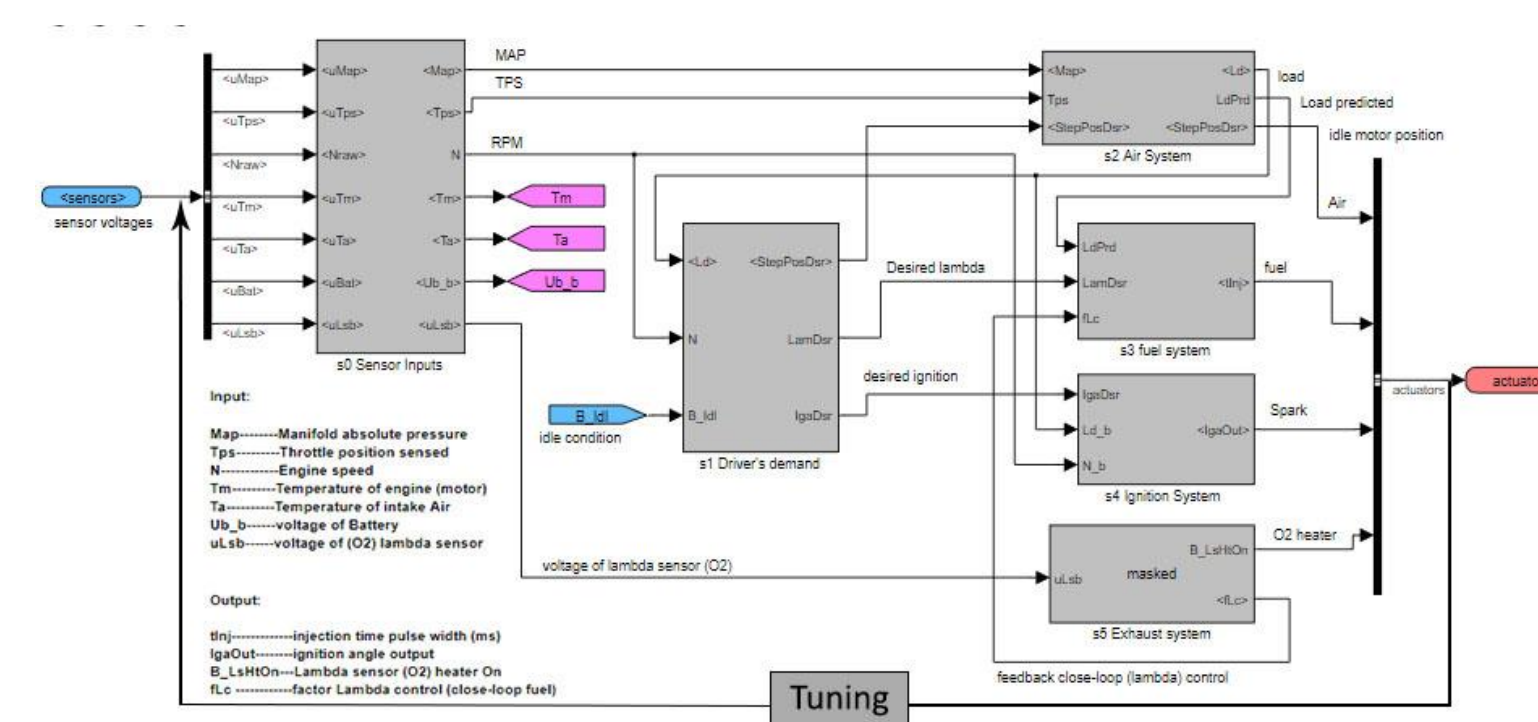 MAP
TPS
RPM
<sensors>
sensor voltages
<uMap>
<uTps>
<Nraw>
<uTm>
<uTa>
<uBat>
<uLsb>
<uMap> <Map>
<uTps> <Tps>
<Nraw> N
<uTm> <Tm>
<uTa> <Ta>
<uBat> <Ub_b>
<uLsb> <uLsb>
s0 Sensor Inputs
Tm
Ta
Ub_b
<Map> <Ld>
Tps LdPrd
<StepPosDsr> <StepPosDsr>
s2 Air System
load
Load predicted
idle motor position
Air
<Ld> <StepPosDsr>
N LamDsr
B_Idl IgaDsr
s1 Driver's demand
B_Idl
idle condition
Desired lambda
desired ignition
LdPrd
LamDsr <tInj>
fLc
s3 fuel system
fuel
IgaDsr
Ld_b <IgaOut>
N_b
s4 Ignition System
Spark
B_LsHtOn
uLsb masked
<fLc>
s5 Exhaust system
O2 heater
actuators
voltage of lambda sensor (O2)
feedback close-loop (lambda) control
Input:
Map--------Manifold absolute pressure
Tps---------Throttle position sensed
N------------Engine speed
Tm---------Temperature of engine (motor)
Ta----------Temperature of intake Air
Ub_b------voltage of Battery
uLsb------voltage of (O2) lambda sensor
Output:
tInj-------------injection time pulse width (ms)
IgaOut--------ignition angle output
B_LsHtOn---Lambda sensor (O2) heater On
fLc ------------factor Lambda control (close-loop fuel)
Tuning